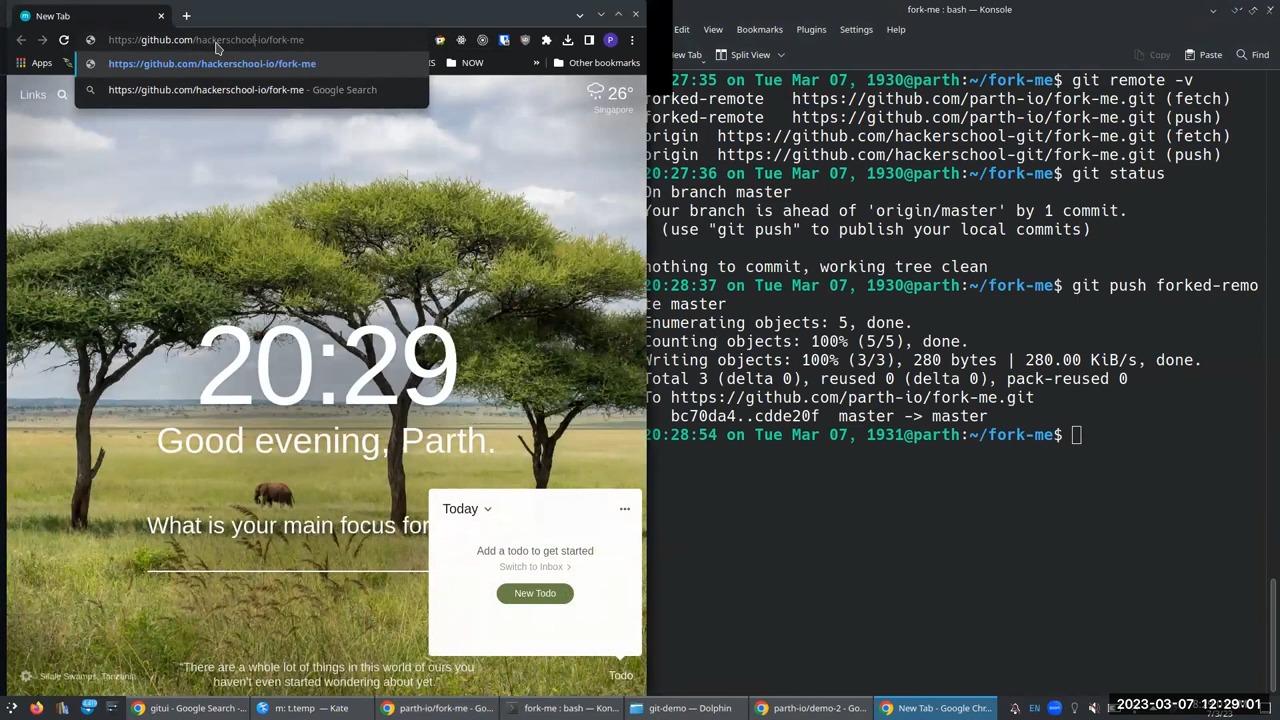 New Tab
https://github.com/hackerschool-io/fork-me
Apps
https://github.com/hackerschool-io/fork-me
NOW
»
Other bookmarks
https://github.com/hackerschool-io/fork-me - Google Search
Links
26°
Singapore
20:29
Good evening, Parth.
What is your main focus for
Today
Add a todo to get started
Switch to Inbox >
New Todo
"There are a whole lot of things in this world of ours you
haven't even started wondering about yet."
Silale Swamps, Tanzania
Todo
fork-me : bash — Konsole
File Edit View Bookmarks Plugins Settings Help
New Tab Split View Copy Paste Find
20:27:35 on Tue Mar 07, 1930@parth:~/fork-me$ git remote -v
forked-remote https://github.com/parth-io/fork-me.git (fetch)
forked-remote https://github.com/parth-io/fork-me.git (push)
origin https://github.com/hackerschool-git/fork-me.git (fetch)
origin https://github.com/hackerschool-git/fork-me.git (push)
20:27:36 on Tue Mar 07, 1930@parth:~/fork-me$ git status
On branch master
Your branch is ahead of 'origin/master' by 1 commit.
(use "git push" to publish your local commits)
nothing to commit, working tree clean
20:28:37 on Tue Mar 07, 1930@parth:~/fork-me$ git push forked-remo
te master
Enumerating objects: 5, done.
Counting objects: 100% (5/5), done.
Writing objects: 100% (3/3), 280 bytes | 280.00 KiB/s, done.
Total 3 (delta 0), reused 0 (delta 0), pack-reused 0
To https://github.com/parth-io/fork-me.git
bc70da4..cdde20f master -> master
20:28:54 on Tue Mar 07, 1931@parth:~/fork-me$
gitui - Google Search -...
m: t.temp — Kate
parth-io/fork-me - Go...
fork-me : bash — Kon...
git-demo — Dolphin
parth-io/demo-2 - Goo...
New Tab - Google Chr...
EN
2023-03-07 12:29:01